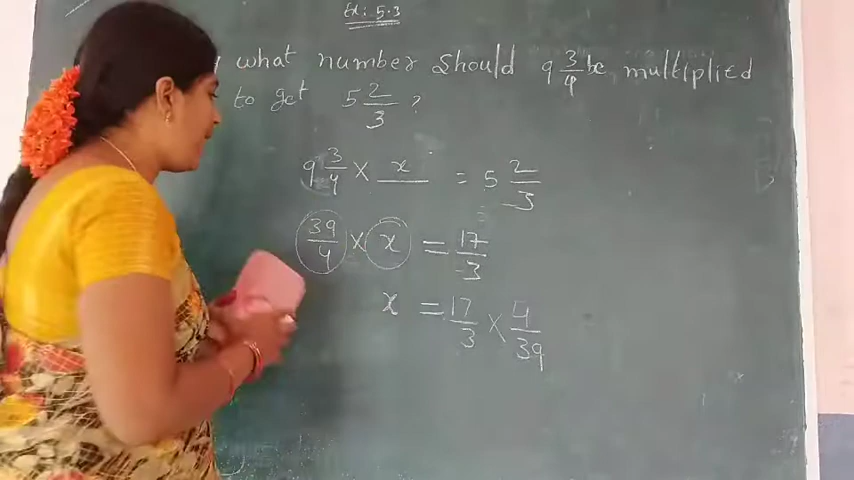 Ex: 5.3
what number should 9 3/4 be multiplied
to get 5 2/3 ?
9 3/4 × x = 5 2/3
39/4 × x = 17/3
x = 17/3 × 4/39